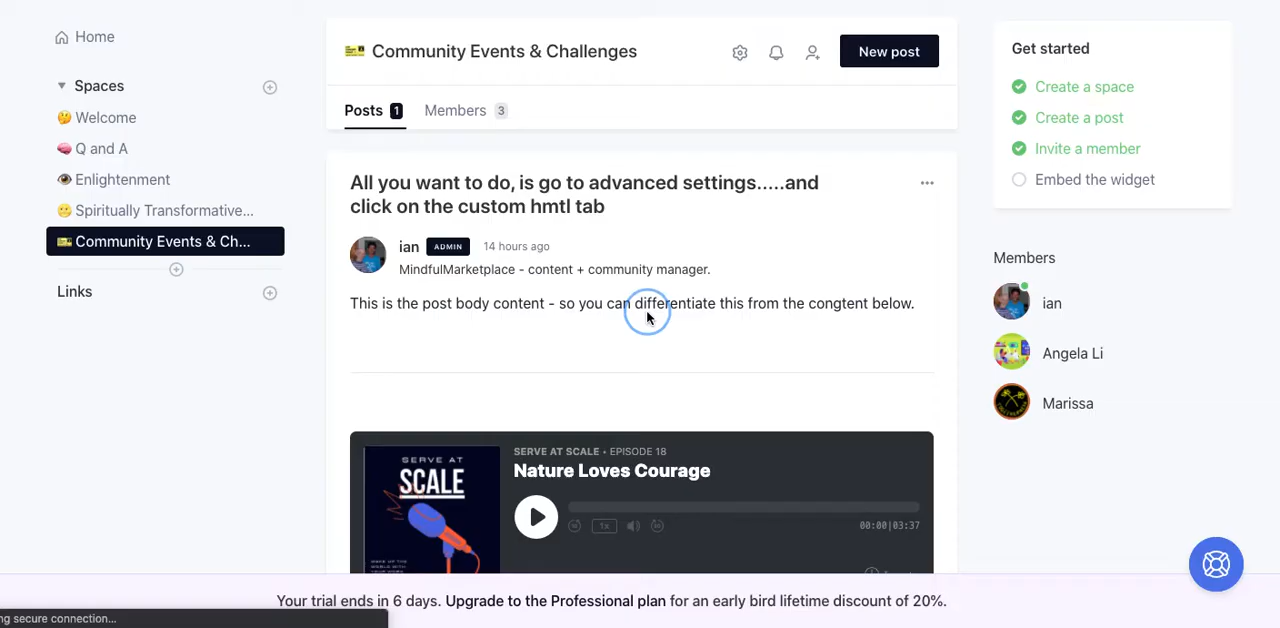 Home
Spaces
🤔 Welcome
🧠 Q and A
👁 Enlightenment
Spiritually Transformative...
Community Events & Ch...
Links
Community Events & Challenges
New post
Posts 1
Members 3
All you want to do, is go to advanced settings.....and
click on the custom hmtl tab
ian ADMIN 14 hours ago
MindfulMarketplace - content + community manager.
This is the post body content - so you can differentiate this from the congtent below.
SERVE AT
SCALE
SERVE AT SCALE • EPISODE 18
Nature Loves Courage
1x
00:00|03:37
Get started
Create a space
Create a post
Invite a member
Embed the widget
Members
ian
Angela Li
Marissa
Your trial ends in 6 days. Upgrade to the Professional plan for an early bird lifetime discount of 20%.
ng secure connection...